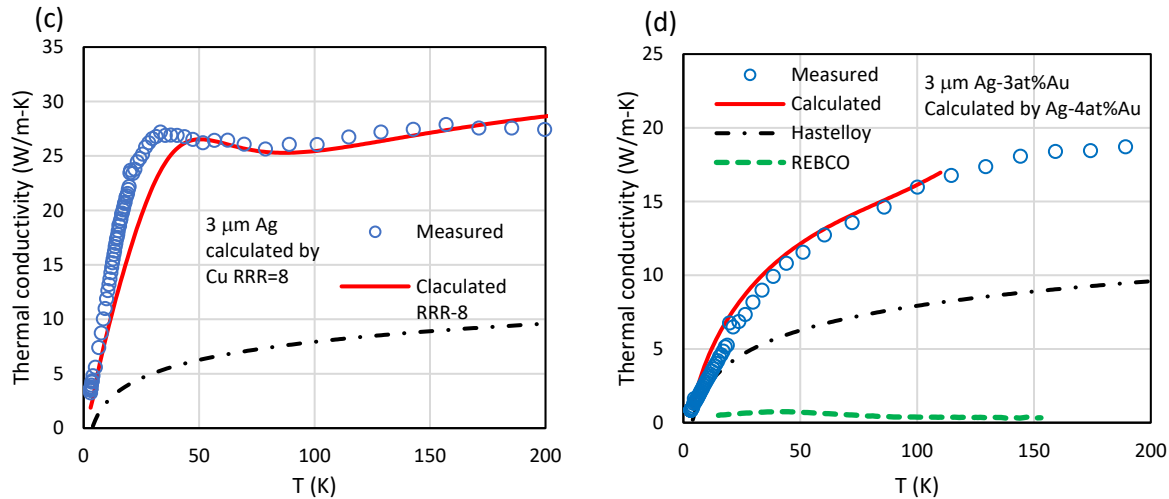 (c)
Thermal conductivity (W/m-K)
35
30
25
20
15
10
5
0
3 μm Ag
calculated by
Cu RRR=8
Measured
Claculated
RRR-8
0
50
100
150
200
T (K)
(d)
Thermal conductivity (W/m-K)
25
20
15
10
5
0
Measured
Calculated
Hastelloy
REBCO
3 μm Ag-3at%Au
Calculated by Ag-4at%Au
0
50
100
150
200
T (K)